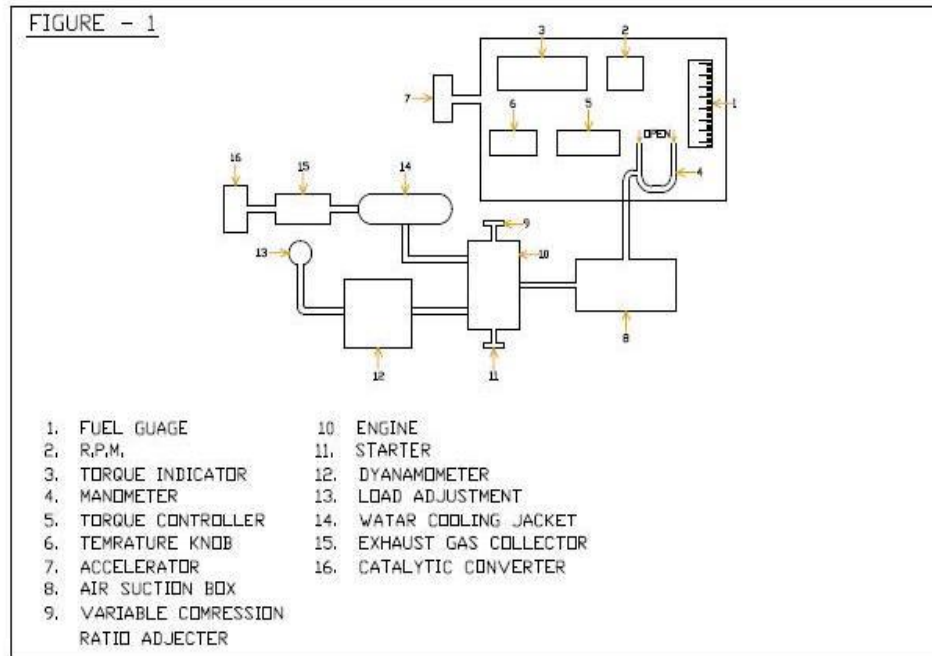 FIGURE - 1
3
2
7
1
6
5
OPEN
4
16
15
14
9
13
10
8
12
11
1. FUEL GUAGE
2. R.P.M.
3. TORQUE INDICATOR
4. MANOMETER
5. TORQUE CONTROLLER
6. TEMRATURE KNOB
7. ACCELERATOR
8. AIR SUCTION BOX
9. VARIABLE COMRESSION
RATIO ADJECTER
10 ENGINE
11. STARTER
12. DYANAMOMETER
13. LOAD ADJUSTMENT
14. WATAR COOLING JACKET
15. EXHAUST GAS COLLECTOR
16. CATALYTIC CONVERTER